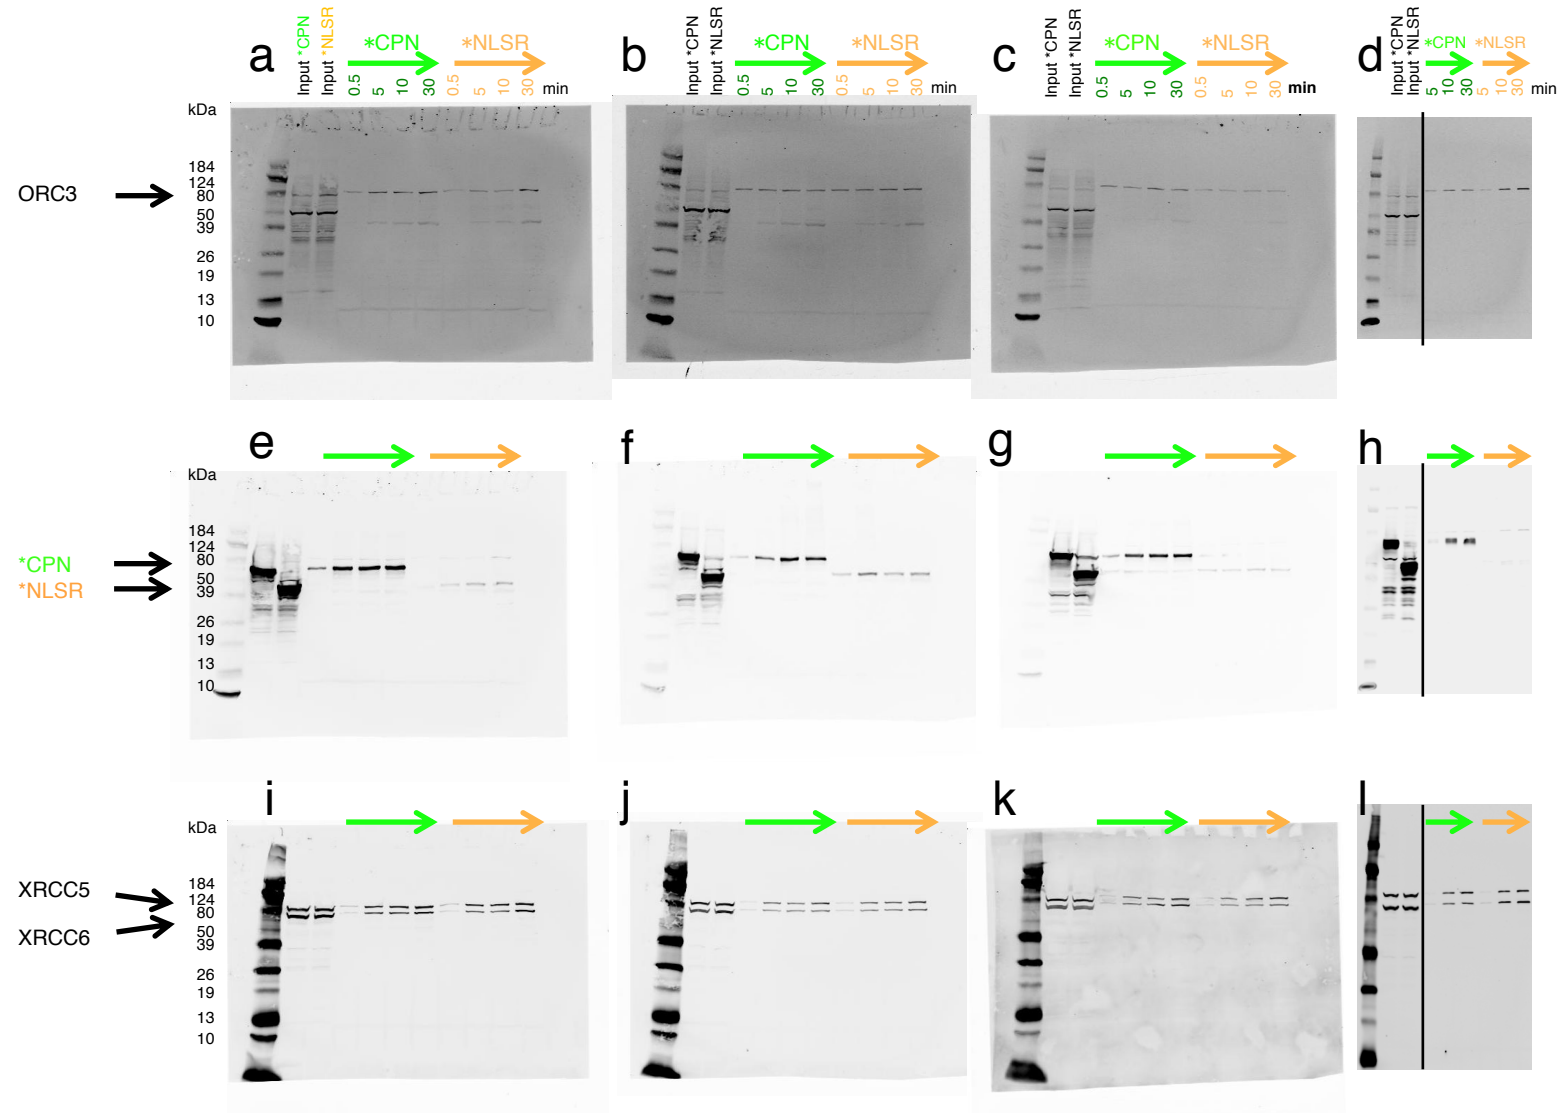 a
Input *CPN
Input *NLSR
*CPN
*NLSR
0.5
5
10
30
0.5
5
10
30
min
b
Input *CPN
Input *NLSR
*CPN
*NLSR
0.5
5
10
30
0.5
5
10
30
min
c
Input *CPN
Input *NLSR
*CPN
*NLSR
0.5
5
10
30
0.5
5
10
30
min
d
Input *CPN
Input *NLSR
*CPN
*NLSR
5
10
30
5
10
30
min
kDa
184
124
80
50
39
26
19
13
10
ORC3
e
f
g
h
kDa
184
124
80
50
39
26
19
13
10
*CPN
*NLSR
i
j
k
l
kDa
184
124
80
50
39
26
19
13
10
XRCC5
XRCC6